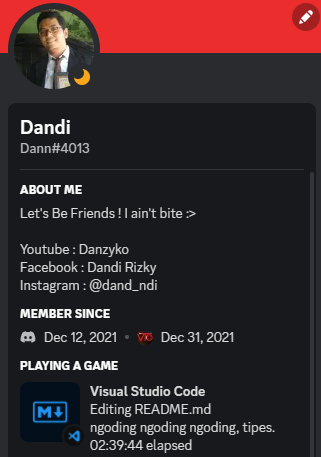 Dandi
Dann#4013
ABOUT ME
Let's Be Friends ! I ain't bite :>
Youtube : Danzyko
Facebook : Dandi Rizky
Instagram : @dand_ndi
MEMBER SINCE
Dec 12, 2021 • Dec 31, 2021
PLAYING A GAME
Visual Studio Code
Editing README.md
ngoding ngoding ngoding, tipes.
02:39:44 elapsed